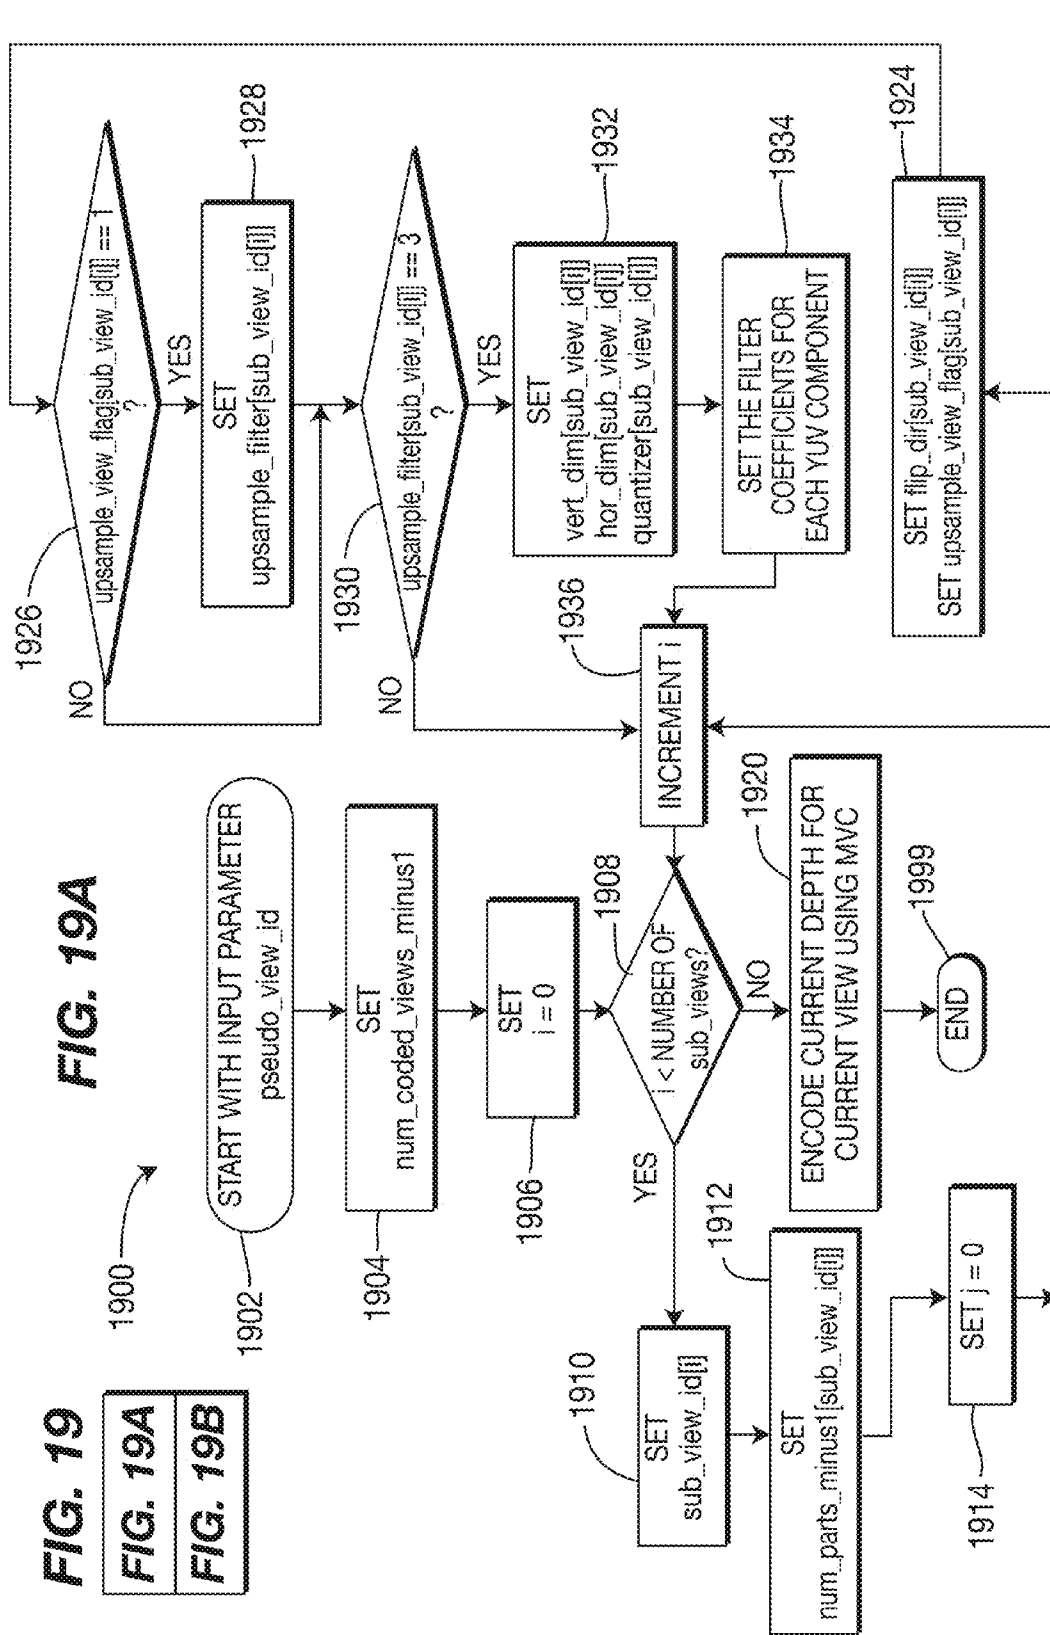 FIG. 19
FIG. 19A
FIG. 19B
FIG. 19A
1900
START WITH INPUT PARAMETER
pseudo_view_id
1902
SET
num_coded_views_minus1
1904
SET
i = 0
1906
i < NUMBER OF
sub_views?
1908
YES
NO
SET
sub_view_id[i]
1910
SET
num_parts_minus1[sub_view_id[i]]
1912
SET j = 0
1914
ENCODE CURRENT DEPTH FOR
CURRENT VIEW USING MVC
1920
END
1999
upsample_view_flag[sub_view_id[i]] == 1
?
1926
NO
YES
SET
upsample_filter[sub_view_id[i]]
1928
upsample_filter[sub_view_id[i]] == 3
?
1930
NO
YES
SET
vert_dim[sub_view_id[i]]
hor_dim[sub_view_id[i]]
quantizer[sub_view_id[i]]
1932
SET THE FILTER
COEFFICIENTS FOR
EACH YUV COMPONENT
1934
INCREMENT i
1936
SET flip_dir[sub_view_id[i]]
SET upsample_view_flag[sub_view_id[i]]
1924